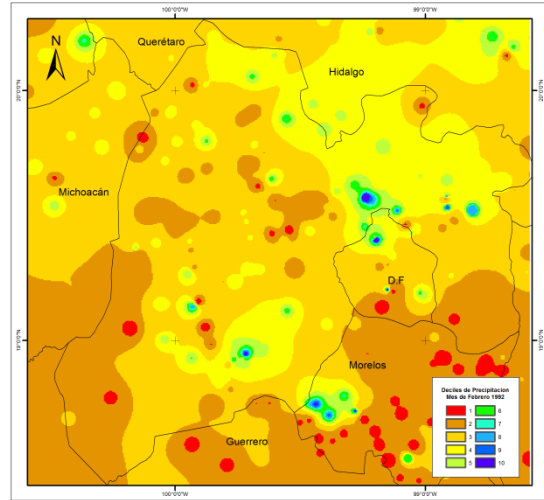 100°0'0"W 99°0'0"W
Querétaro
N
Hidalgo
20°0'0"N 20°0'0"N
Michoacán
D.F
19°0'0"N 19°0'0"N
Morelos
Deciles de Precipitacion
Mes de Febrero 1992
1 6
2 7
3 8
4 9
5 10
Guerrero
100°0'0"W 99°0'0"W